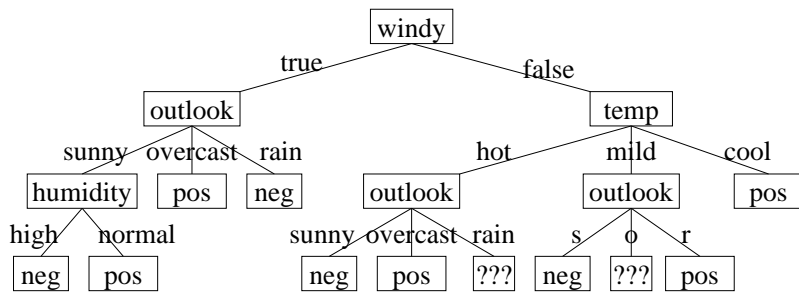 windy
true false
outlook temp
sunny overcast rain hot mild cool
humidity pos neg outlook outlook pos
high normal sunny overcast rain s o r
neg pos neg pos ??? neg ??? pos